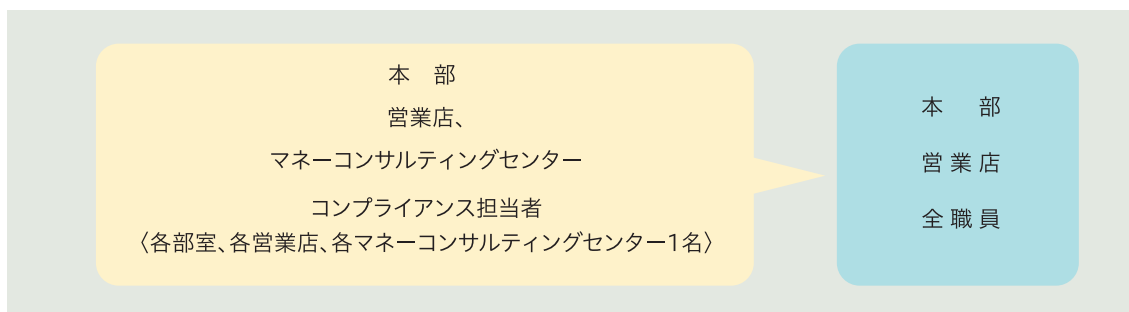 本　部
営業店、
マネーコンサルティングセンター
コンプライアンス担当者
〈各部室、各営業店、各マネーコンサルティングセンター1名〉
本　部
営業店
全職員